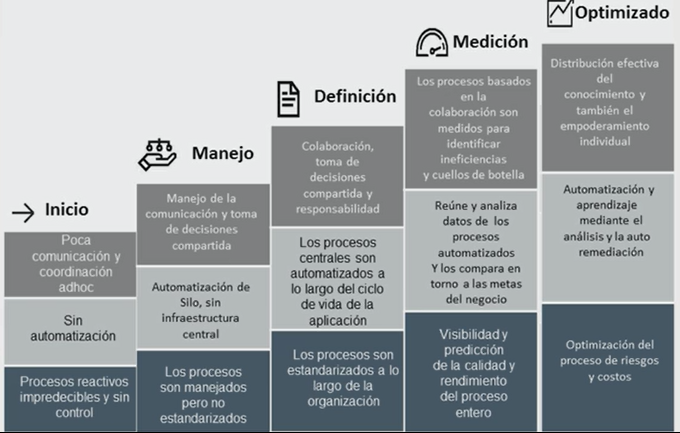 Inicio
Poca
comunicación y
coordinación
adhoc
Sin
automatización
Procesos reactivos
impredecibles y sin
control
Manejo
Manejo de la
comunicación y toma
de decisiones
compartida
Automatización de
Silo, sin
infraestructura
central
Los procesos
son manejados
pero no
estandarizados
Definición
Colaboración,
toma de
decisiones
compartida y
responsabilidad
Los procesos
centrales son
automatizados a
lo largo del ciclo
de vida de la
aplicación
Los procesos son
estandarizados a lo
largo de la
organización
Medición
Los procesos basados
en la
colaboración son
medidos para
identificar
ineficiencias
y cuellos de botella
Reúne y analiza
datos de los
procesos
automatizados
Y los compara en
torno a las metas
del negocio
Visibilidad y
predicción
de la calidad y
rendimiento
del proceso
entero
Optimizado
Distribución efectiva
del
conocimiento y
también el
empoderamiento
individual
Automatización y
aprendizaje
mediante el
análisis y la auto
remediación
Optimización del
proceso de riesgos
y costos